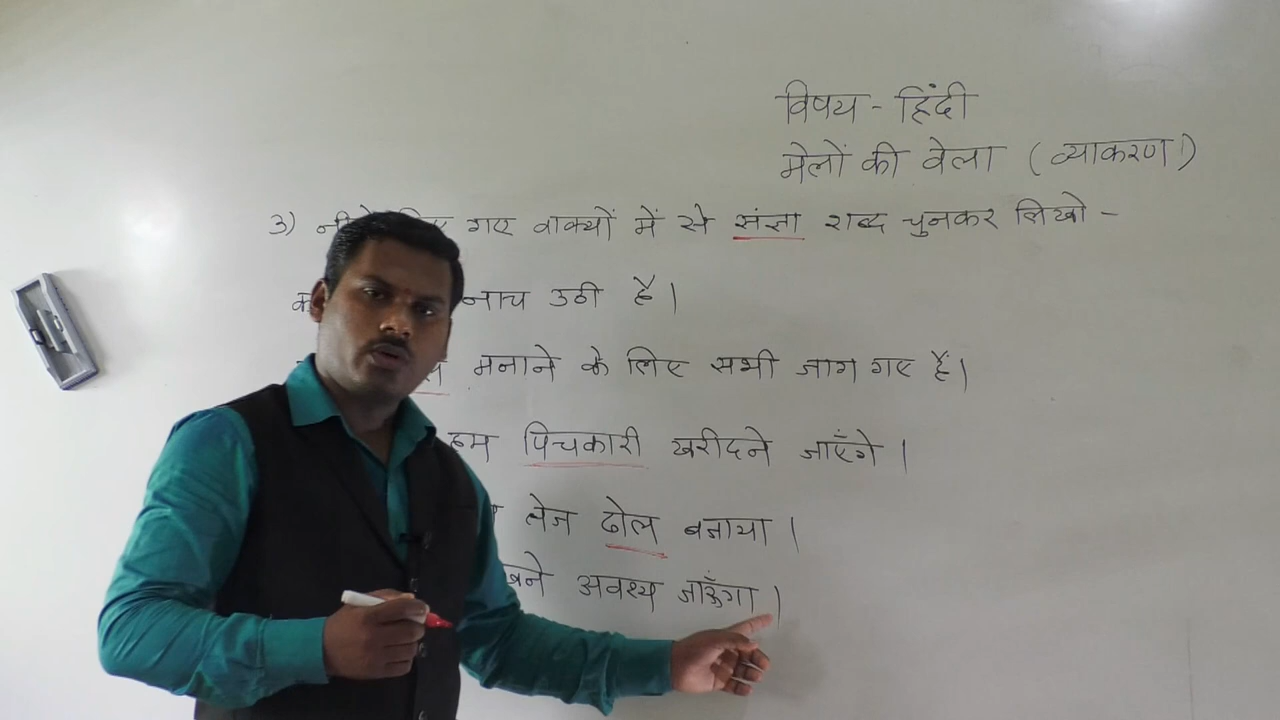 विषय - हिंदी
मेलों की वेला (व्याकरण)
3) गए वाक्यों में से संज्ञा शब्द चुनकर लिखो -
नाच उठी है।
मनाने के लिए सभी जाग गए हैं।
हम पिचकारी खरीदने जाएँगे।
तेज ढोल बजाया।
अवश्य जाऊँगा।